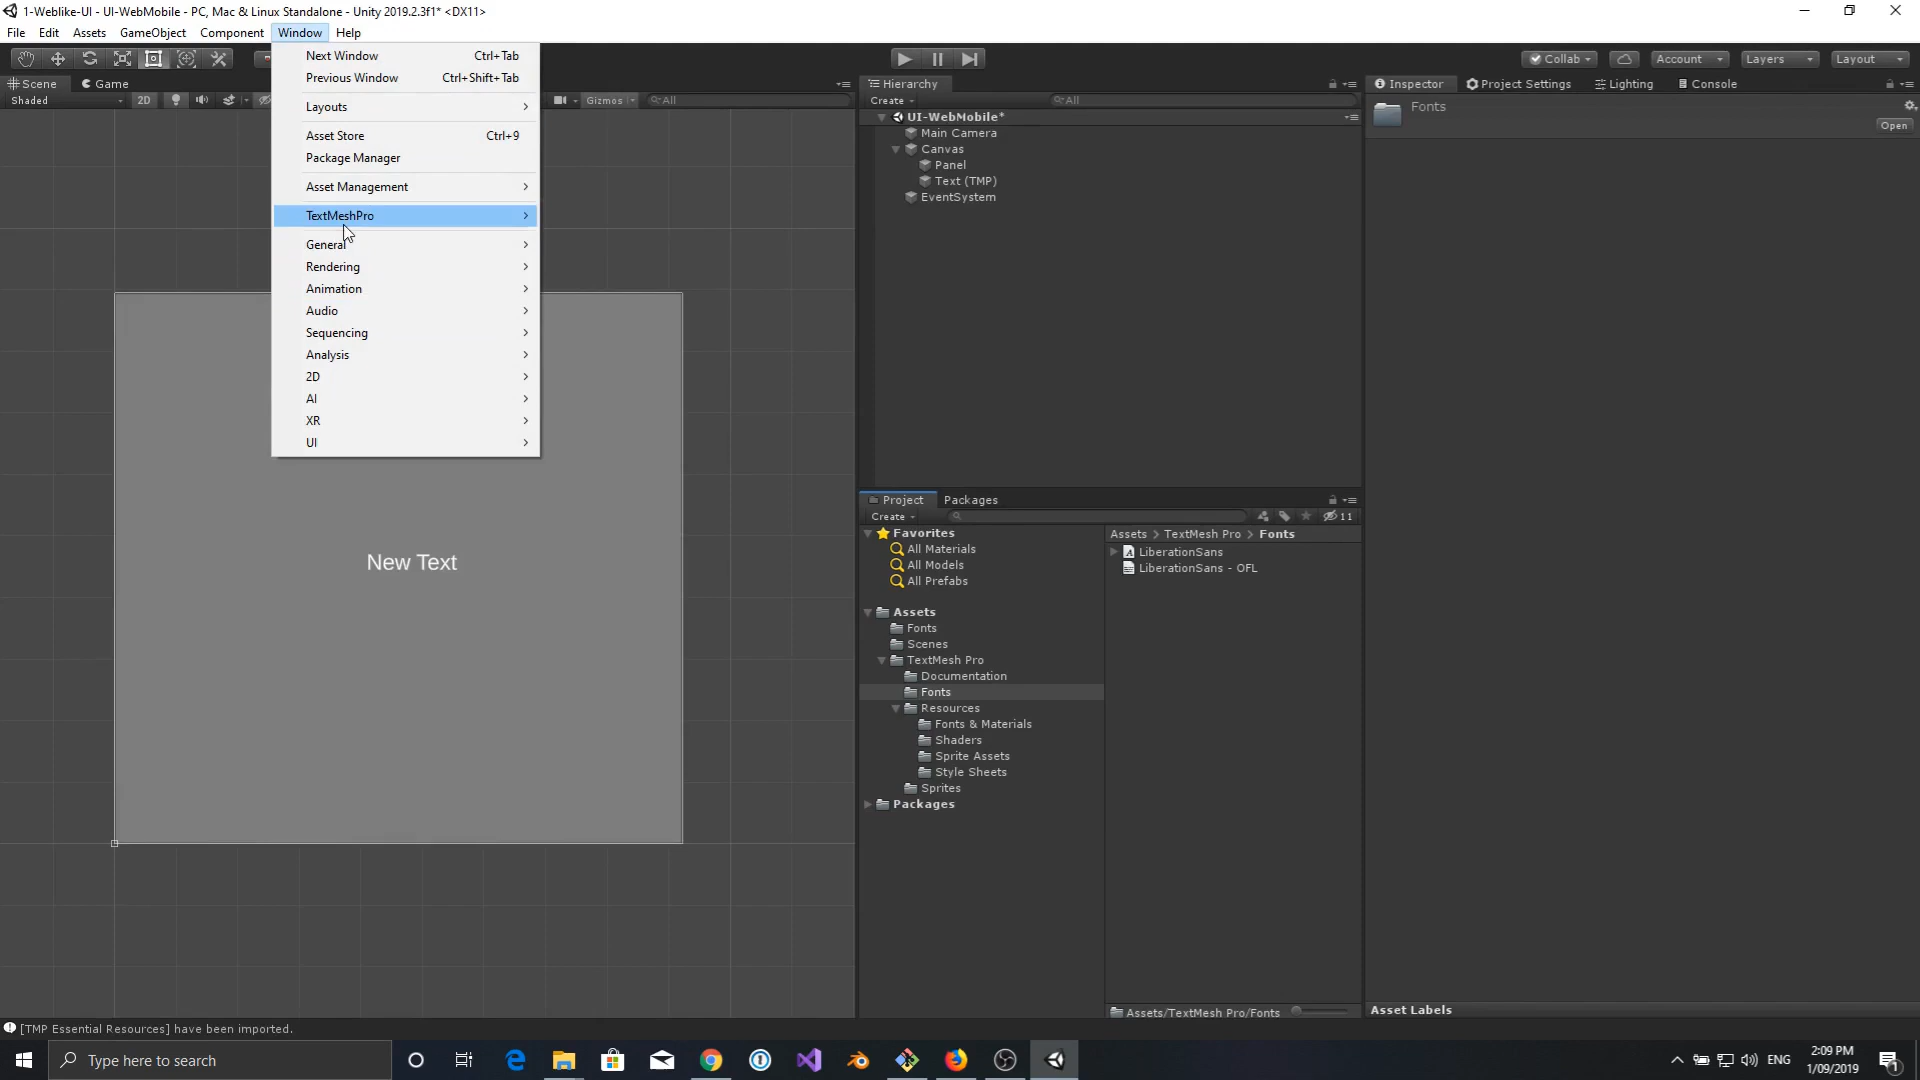 1-Weblike-UI - UI-WebMobile - PC, Mac & Linux Standalone - Unity 2019.2.3f1* <DX11>
File Edit Assets GameObject Component Window Help
Collab Account Layers Layout
Scene Game
Shaded 2D Gizmos All
Next Window Ctrl+Tab
Previous Window Ctrl+Shift+Tab
Layouts
Asset Store Ctrl+9
Package Manager
Asset Management
TextMeshPro
General
Rendering
Animation
Audio
Sequencing
Analysis
2D
AI
XR
UI
New Text
Hierarchy
Create All
UI-WebMobile*
Main Camera
Canvas
Panel
Text (TMP)
EventSystem
Project Packages
Create 11
Favorites
All Materials
All Models
All Prefabs
Assets
Fonts
Scenes
TextMesh Pro
Documentation
Fonts
Resources
Fonts & Materials
Shaders
Sprite Assets
Style Sheets
Sprites
Packages
Assets > TextMesh Pro > Fonts
LiberationSans
LiberationSans - OFL
Assets/TextMesh Pro/Fonts
Inspector Project Settings Lighting Console
Fonts
Open
Asset Labels
[TMP Essential Resources] have been imported.
Type here to search
ENG
2:09 PM
1/09/2019
1